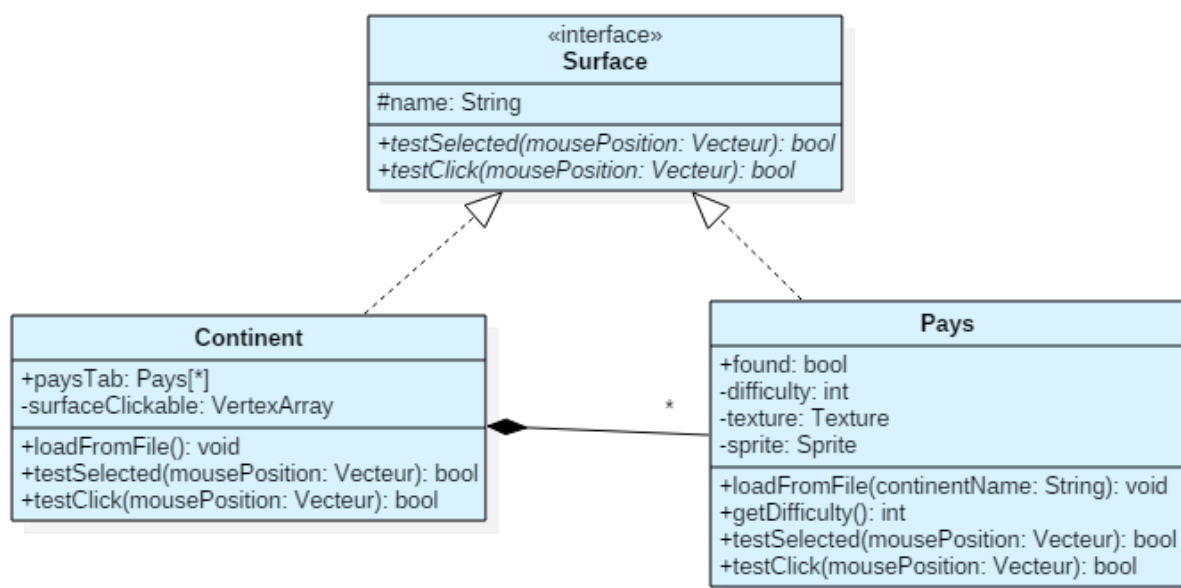 «interface»
Surface
#name: String
+testSelected(mousePosition: Vecteur): bool
+testClick(mousePosition: Vecteur): bool
Continent
+paysTab: Pays[*]
-surfaceClickable: VertexArray
+loadFromFile(): void
+testSelected(mousePosition: Vecteur): bool
+testClick(mousePosition: Vecteur): bool
*
Pays
+found: bool
-difficulty: int
-texture: Texture
-sprite: Sprite
+loadFromFile(continentName: String): void
+getDifficulty(): int
+testSelected(mousePosition: Vecteur): bool
+testClick(mousePosition: Vecteur): bool